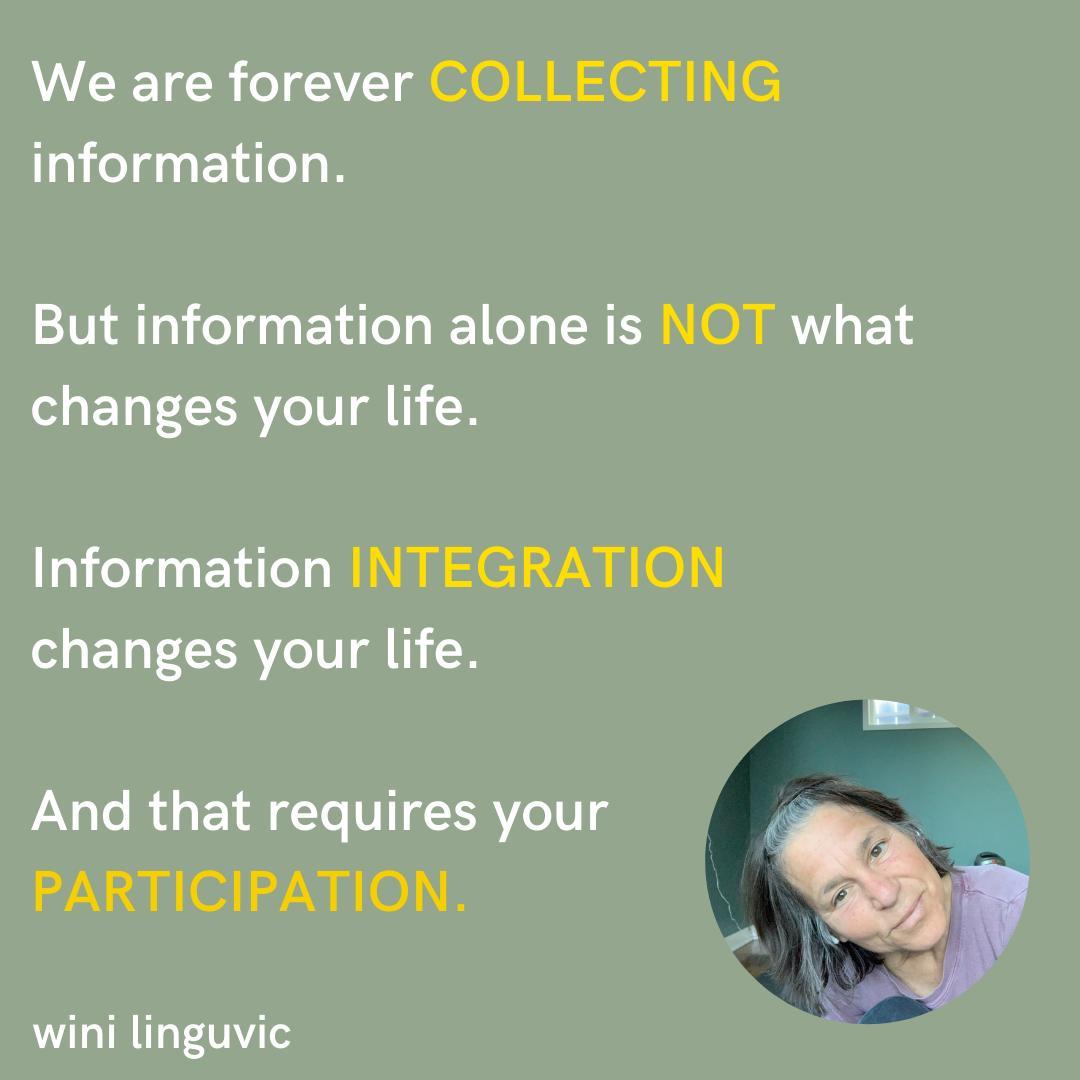 We are forever COLLECTING
information.
But information alone is NOT what
changes your life.
Information INTEGRATION
changes your life.
And that requires your
PARTICIPATION.
wini linguvic